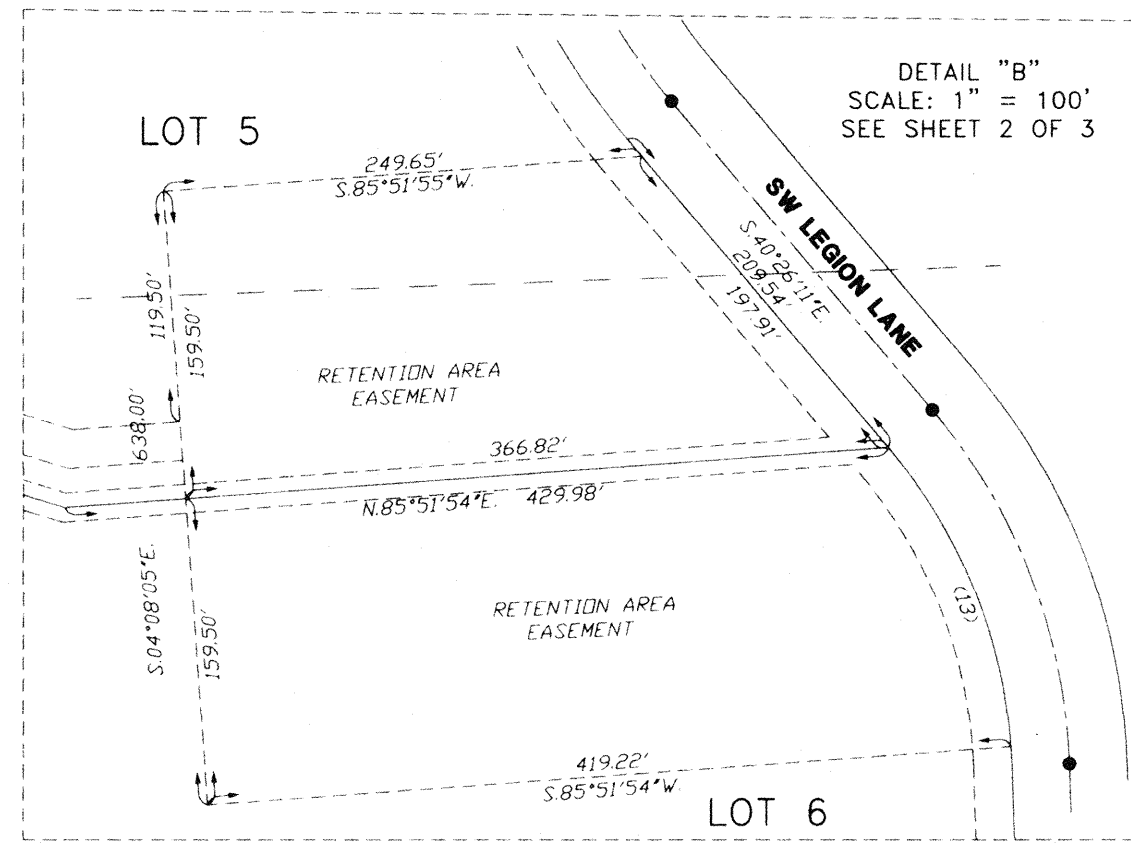 DETAIL "B"
SCALE: 1" = 100'
SEE SHEET 2 OF 3
LOT 5
249.65'
S.85°51'55"W.
SW LEGION LANE
S.40°26'11"E.
209.54'
197.91'
119.50'
159.50'
638.00'
RETENTION AREA
EASEMENT
366.82'
N.85°51'54"E. 429.98'
S.04°08'05"E.
159.50'
RETENTION AREA
EASEMENT
(13)
419.22'
S.85°51'54"W.
LOT 6